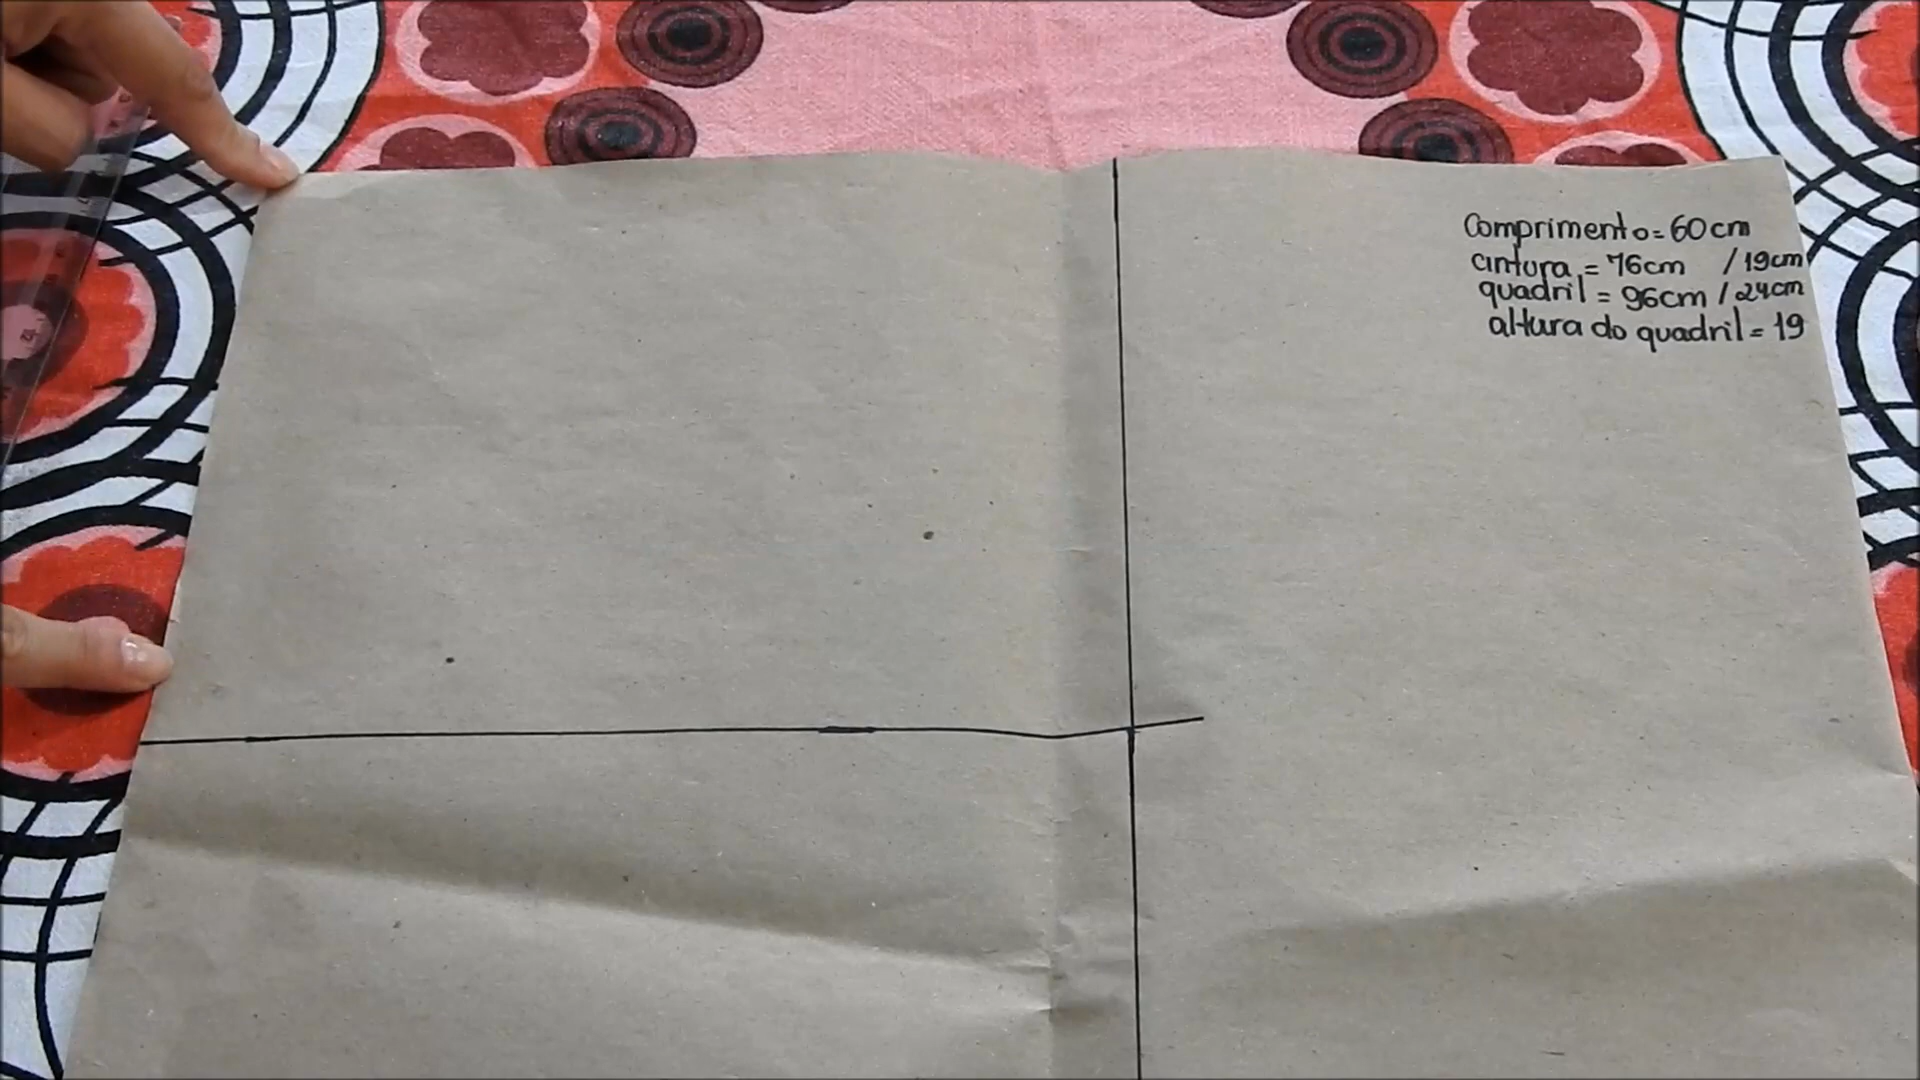 Comprimento = 60cm
cintura = 76cm / 19cm
quadril = 96cm / 24cm
altura do quadril = 19